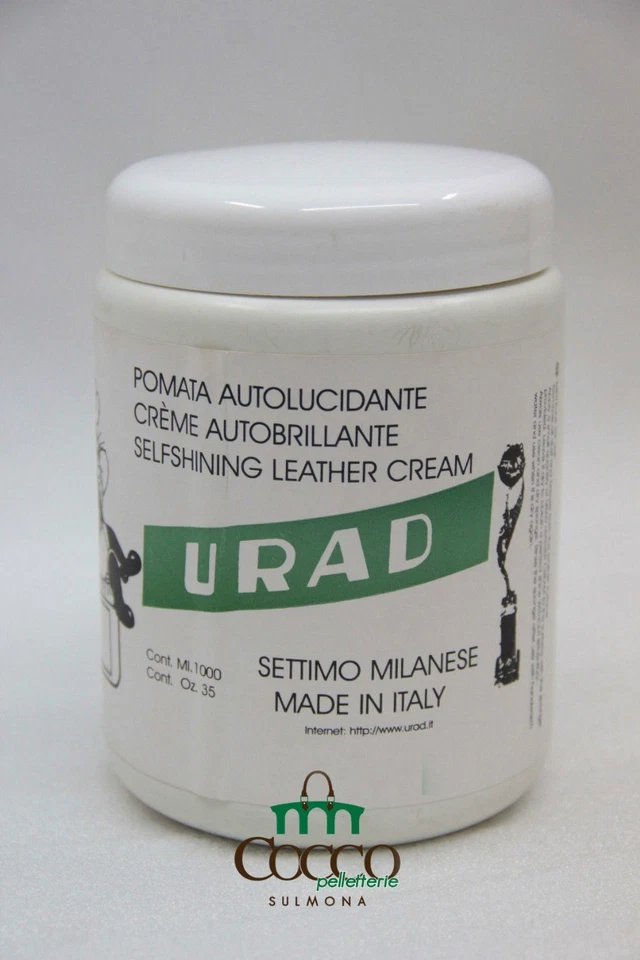 POMATA AUTOLUCIDANTE
CRÈME AUTOBRILLANTE
SELFSHINING LEATHER CREAM
URAD
Cont. Ml.1000
Cont. Oz. 35
SETTIMO MILANESE
MADE IN ITALY
Internet: http://www.urad.it
Cocco
pelletterie
SULMONA